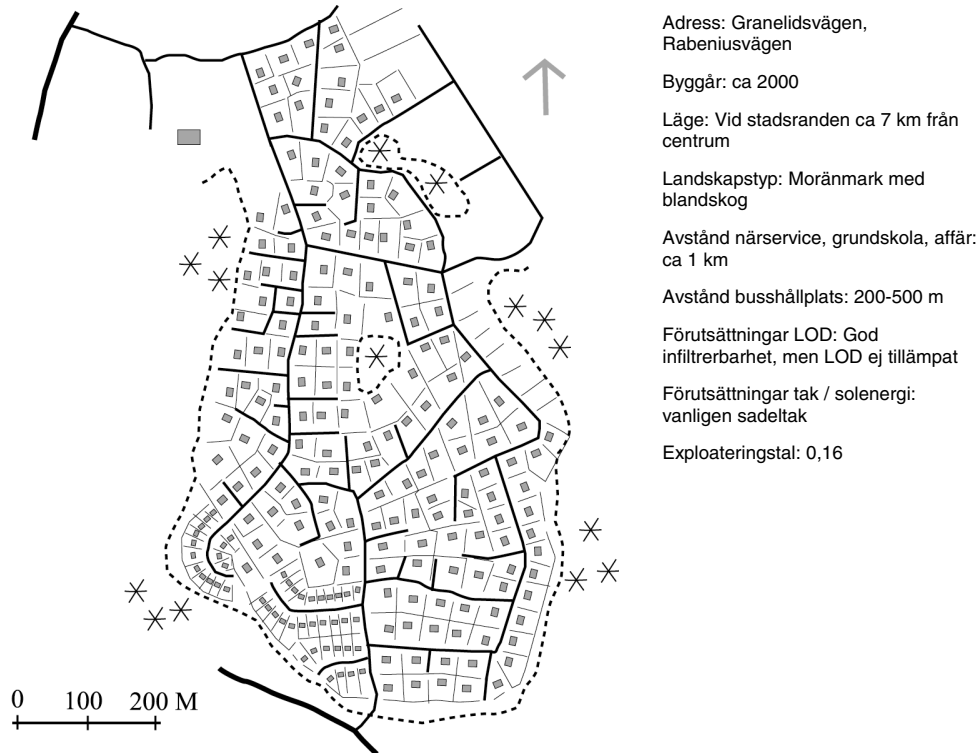 Adress: Granelidsvägen,
Rabeniusvägen
Byggår: ca 2000
Läge: Vid stadsranden ca 7 km från
centrum
Landskapstyp: Moränmark med
blandskog
Avstånd närservice, grundskola, affär:
ca 1 km
Avstånd busshållplats: 200-500 m
Förutsättningar LOD: God
infiltrerbarhet, men LOD ej tillämpat
Förutsättningar tak / solenergi:
vanligen sadeltak
Exploateringstal: 0,16
0 100 200 M